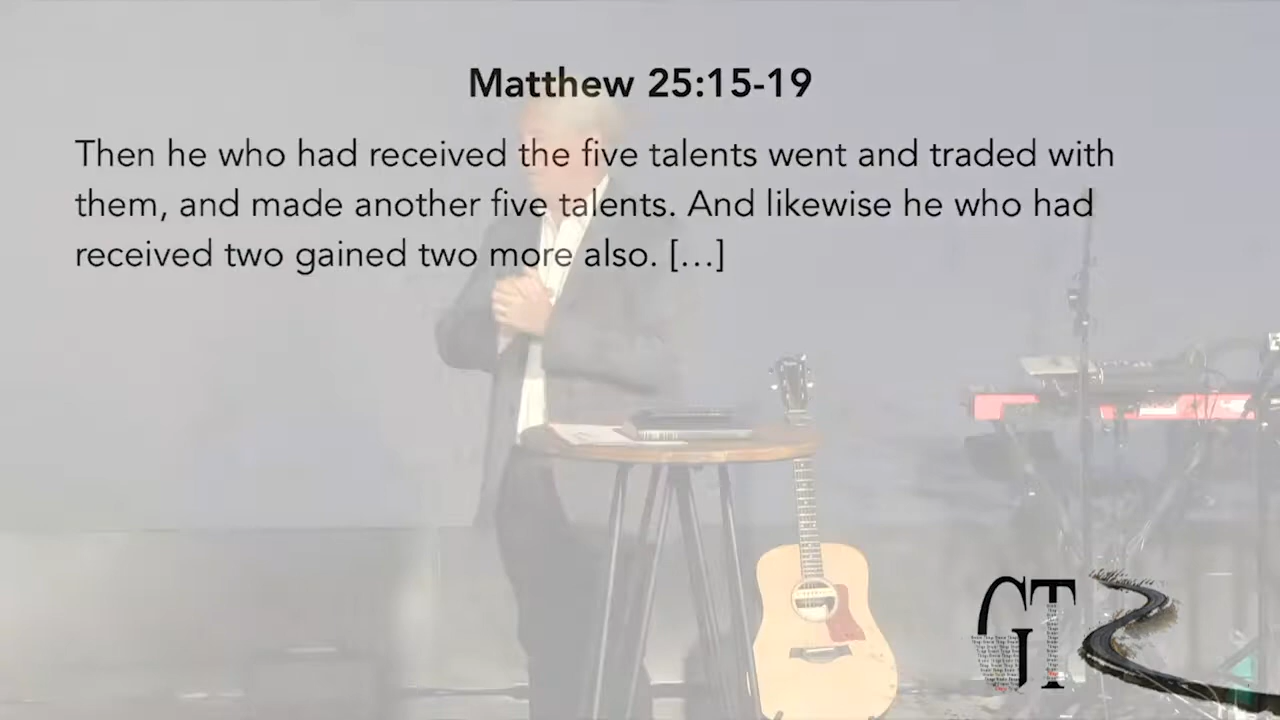 Matthew 25:15-19
Then he who had received the five talents went and traded with
them, and made another five talents. And likewise he who had
received two gained two more also. […]
GT